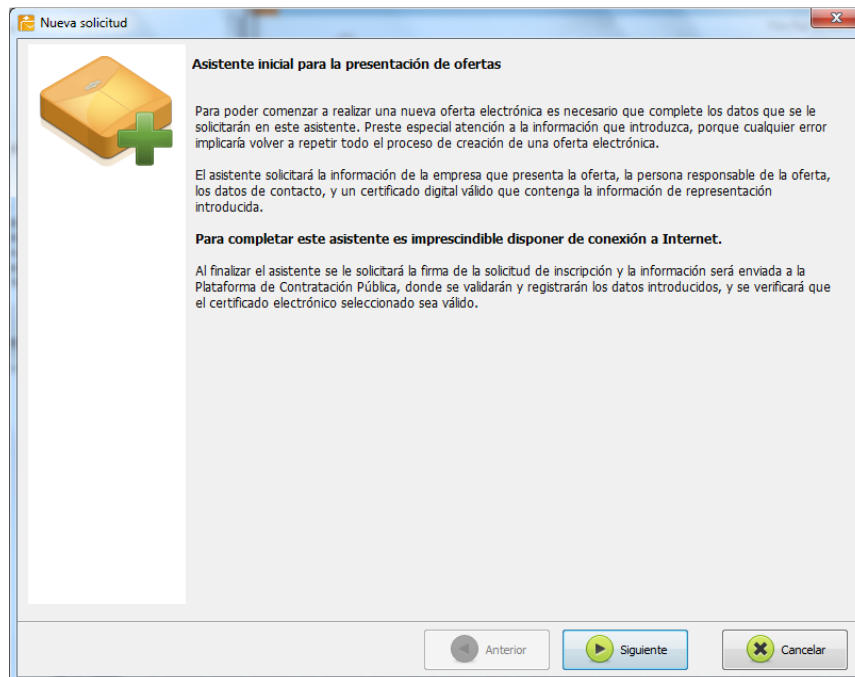 Nueva solicitud
Asistente inicial para la presentación de ofertas
Para poder comenzar a realizar una nueva oferta electrónica es necesario que complete los datos que se le
solicitarán en este asistente. Preste especial atención a la información que introduzca, porque cualquier error
implicaría volver a repetir todo el proceso de creación de una oferta electrónica.
El asistente solicitará la información de la empresa que presenta la oferta, la persona responsable de la oferta,
los datos de contacto, y un certificado digital válido que contenga la información de representación
introducida.
Para completar este asistente es imprescindible disponer de conexión a Internet.
Al finalizar el asistente se le solicitará la firma de la solicitud de inscripción y la información será enviada a la
Plataforma de Contratación Pública, donde se validarán y registrarán los datos introducidos, y se verificará que
el certificado electrónico seleccionado sea válido.
Anterior Siguiente Cancelar